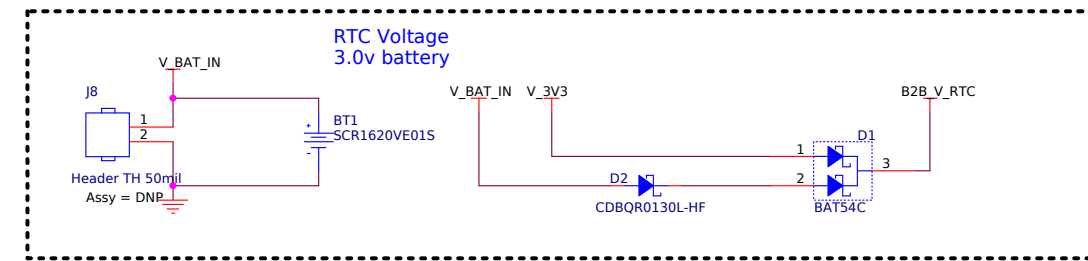 RTC Voltage
3.0v battery
V_BAT_IN
J8
1
2
Header TH 50mil
Assy = DNP
+
BT1
SCR1620VE01S
-
V_BAT_IN
V_3V3
B2B_V_RTC
D1
1
3
D2
2
CDBQR0130L-HF
BAT54C